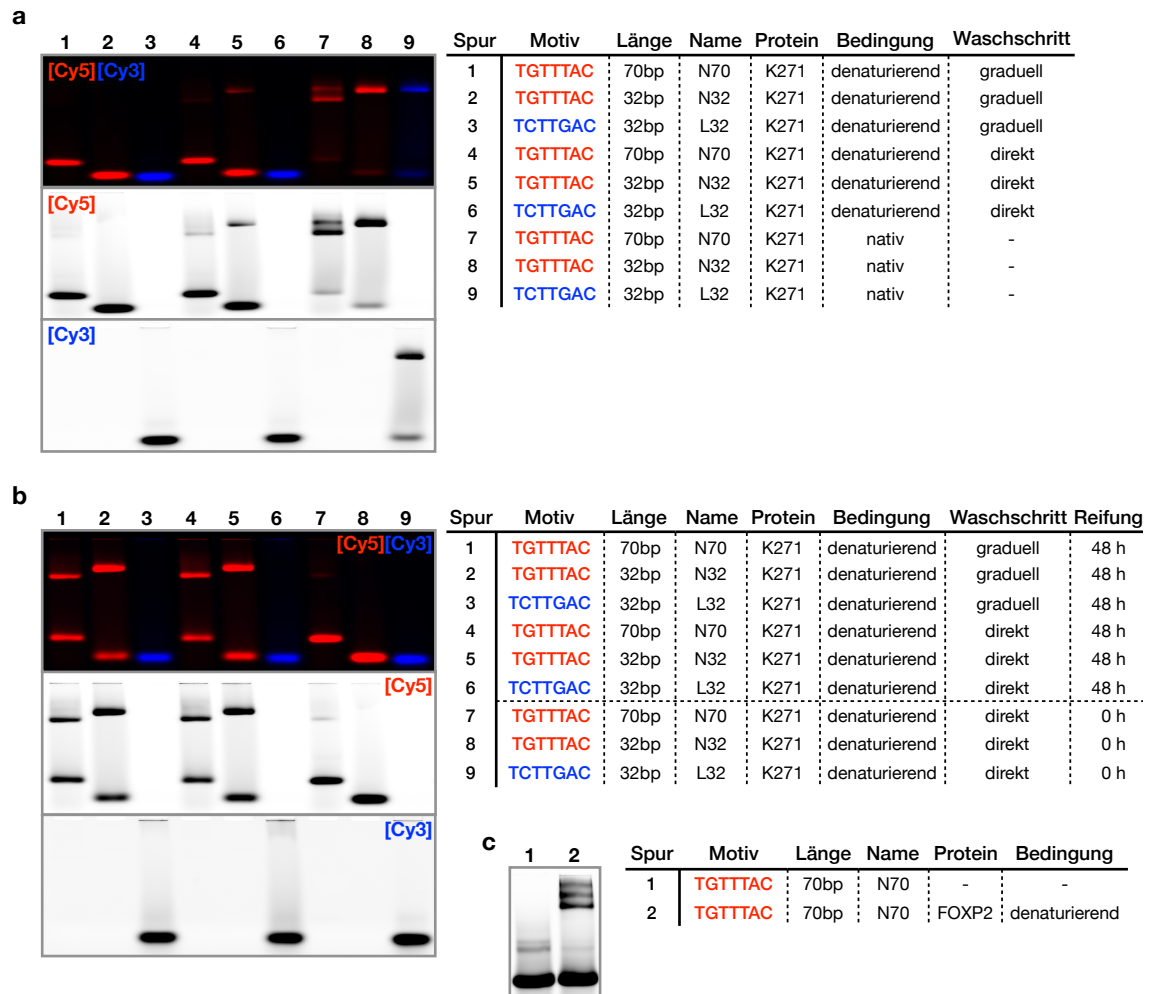 a
1 2 3 4 5 6 7 8 9
[Cy5][Cy3]
[Cy5]
[Cy3]
Spur Motiv Länge Name Protein Bedingung Waschschritt
1 TGTTTAC 70bp N70 K271 denaturierend graduell
2 TGTTTAC 32bp N32 K271 denaturierend graduell
3 TCTTGAC 32bp L32 K271 denaturierend graduell
4 TGTTTAC 70bp N70 K271 denaturierend direkt
5 TGTTTAC 32bp N32 K271 denaturierend direkt
6 TCTTGAC 32bp L32 K271 denaturierend direkt
7 TGTTTAC 70bp N70 K271 nativ -
8 TGTTTAC 32bp N32 K271 nativ -
9 TCTTGAC 32bp L32 K271 nativ -
b
1 2 3 4 5 6 7 8 9
[Cy5][Cy3]
[Cy5]
[Cy3]
Spur Motiv Länge Name Protein Bedingung Waschschritt Reifung
1 TGTTTAC 70bp N70 K271 denaturierend graduell 48 h
2 TGTTTAC 32bp N32 K271 denaturierend graduell 48 h
3 TCTTGAC 32bp L32 K271 denaturierend graduell 48 h
4 TGTTTAC 70bp N70 K271 denaturierend direkt 48 h
5 TGTTTAC 32bp N32 K271 denaturierend direkt 48 h
6 TCTTGAC 32bp L32 K271 denaturierend direkt 48 h
7 TGTTTAC 70bp N70 K271 denaturierend direkt 0 h
8 TGTTTAC 32bp N32 K271 denaturierend direkt 0 h
9 TCTTGAC 32bp L32 K271 denaturierend direkt 0 h
c
1 2
Spur Motiv Länge Name Protein Bedingung
1 TGTTTAC 70bp N70 - -
2 TGTTTAC 70bp N70 FOXP2 denaturierend